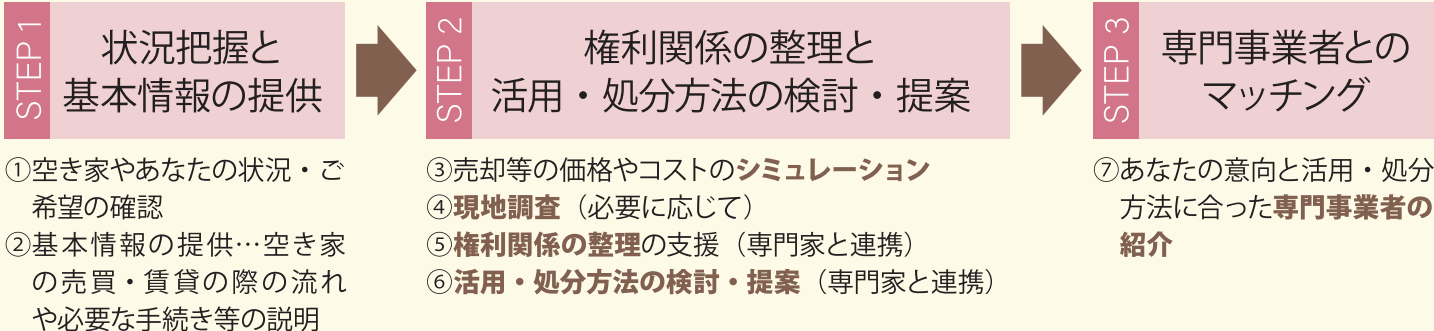 STEP 1
状況把握と
基本情報の提供
①空き家やあなたの状況・ご
希望の確認
②基本情報の提供…空き家
の売買・賃貸の際の流れ
や必要な手続き等の説明
STEP 2
権利関係の整理と
活用・処分方法の検討・提案
③売却等の価格やコストのシミュレーション
④現地調査（必要に応じて）
⑤権利関係の整理の支援（専門家と連携）
⑥活用・処分方法の検討・提案（専門家と連携）
STEP 3
専門事業者との
マッチング
⑦あなたの意向と活用・処分
方法に合った専門事業者の
紹介